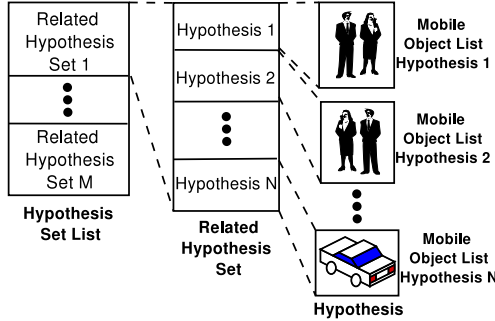 Related
Hypothesis
Set 1
Related
Hypothesis
Set M
Hypothesis
Set List
Hypothesis 1
Hypothesis 2
Hypothesis N
Related
Hypothesis
Set
Mobile
Object List
Hypothesis 1
Mobile
Object List
Hypothesis 2
Mobile
Object List
Hypothesis N
Hypothesis